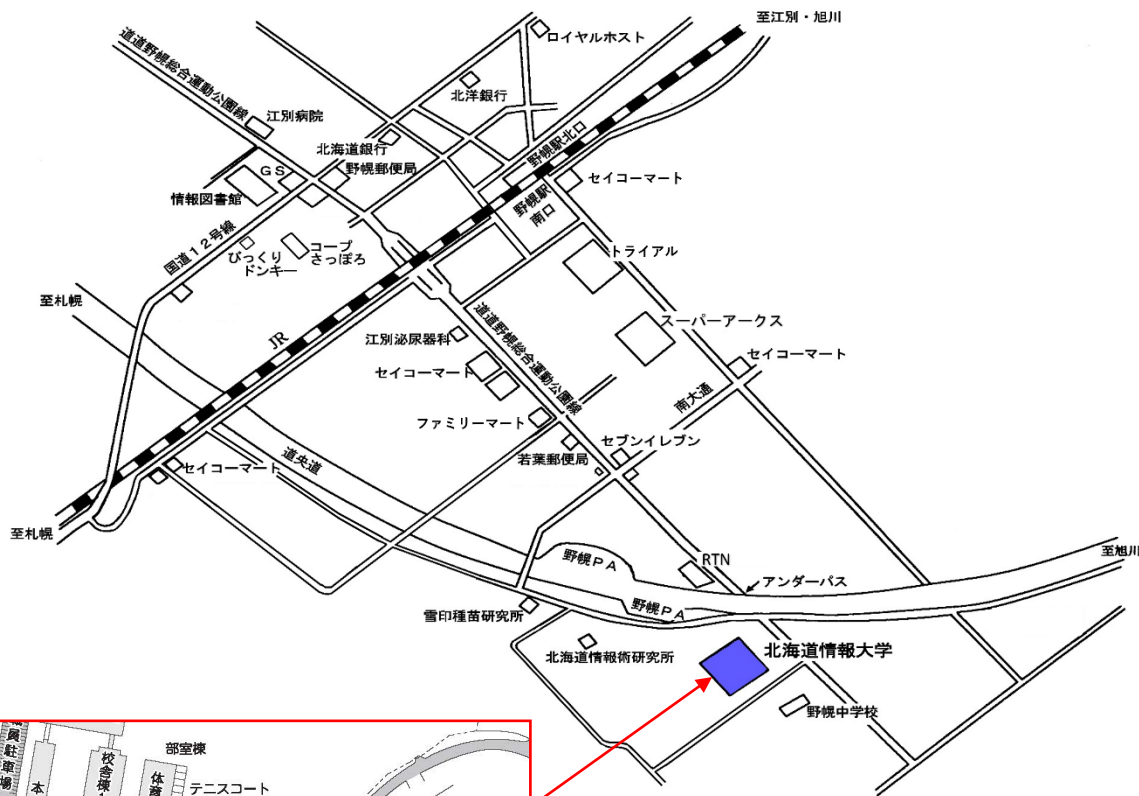 至江別・旭川
ロイヤルホスト
道道野幌総合運動公園線
北洋銀行
江別病院
北海道銀行
野幌駅北口
野幌郵便局
GS
セイコーマート
情報図書館
野幌駅
南口
国道12号線
コープ
さっぽろ
びっくり
ドンキー
トライアル
至札幌
スーパーアークス
JR
道道野幌総合運動公園線
江別泌尿器科
セイコーマート
セイコーマート
南大通
ファミリーマート
セブンイレブン
若葉郵便局
道央道
セイコーマート
至札幌
野幌PA
RTN
至旭川
アンダーパス
野幌PA
雪印種苗研究所
北海道情報大学
北海道情報術研究所
野幌中学校
部室棟
テニスコート
員駐車場
校舎棟
本
体育